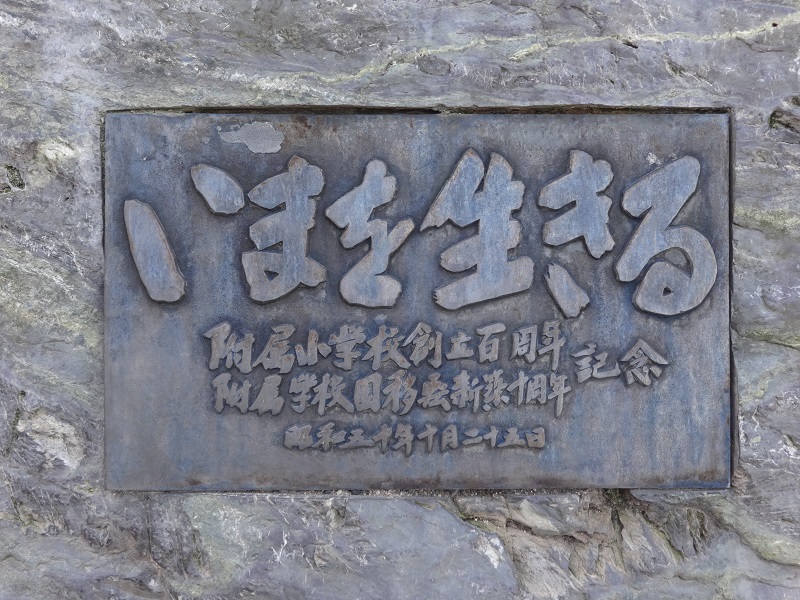 いまを生きる
附属小学校創立百周年
附属学校園移転新築十周年
記念
昭和五十年十月二十五日